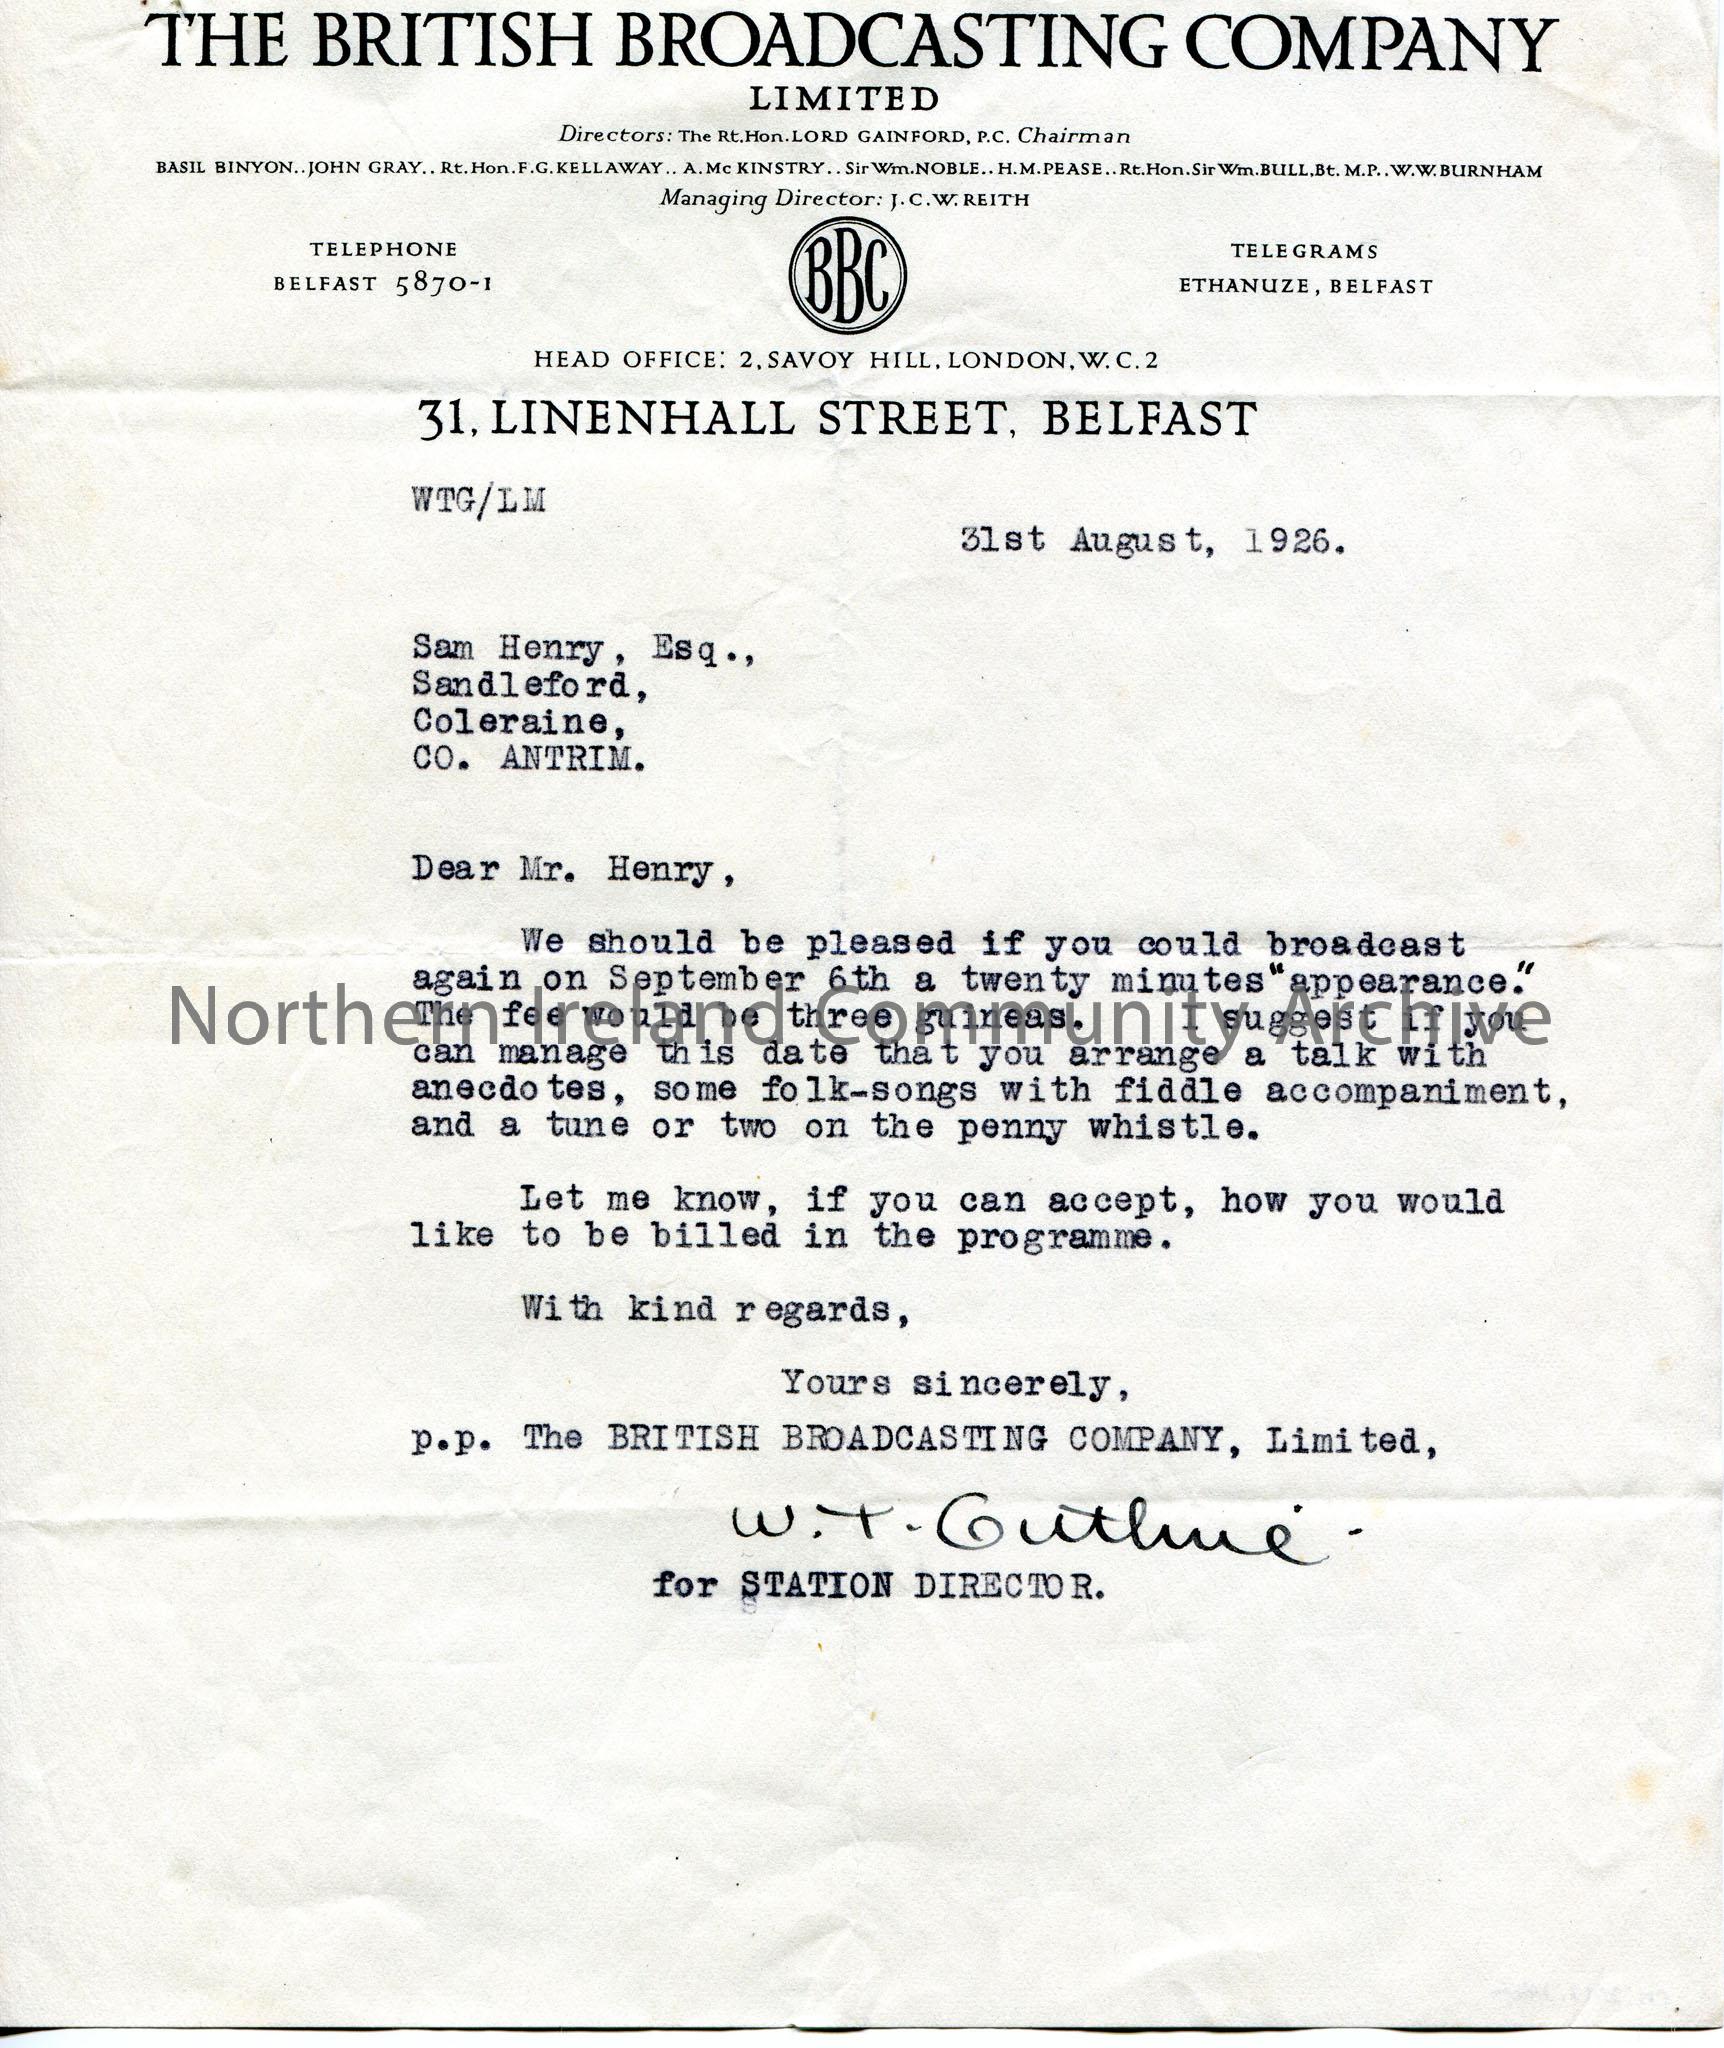 THE BRITISH BROADCASTING COMPANY
LIMITED
Directors: The Rt.Hon.LORD GAINFORD, P.C. Chairman
BASIL BINYON..JOHN GRAY..Rt.Hon.F.G.KELLAWAY..A.McKINSTRY..Sir Wm.NOBLE..H.M.PEASE..Rt.Hon.Sir Wm.BULL,Bt.M.P..W.W.BURNHAM
Managing Director: J.C.W.REITH
TELEPHONE
BELFAST 5870-1
BBC
TELEGRAMS
ETHANUZE, BELFAST
HEAD OFFICE: 2, SAVOY HILL, LONDON, W.C.2
31, LINENHALL STREET, BELFAST
WTG/LM
31st August, 1926.
Sam Henry, Esq.,
Sandleford,
Coleraine,
CO. ANTRIM.
Dear Mr. Henry,
We should be pleased if you could broadcast
again on September 6th a twenty minutes "appearance."
The fee would be three guineas. I suggest if you
can manage this date that you arrange a talk with
anecdotes, some folk-songs with fiddle accompaniment,
and a tune or two on the penny whistle.
Northern Ireland Community Archive
Let me know, if you can accept, how you would
like to be billed in the programme.
With kind regards,
Yours sincerely,
p.p. The BRITISH BROADCASTING COMPANY, Limited,
W. T. Guthrie -
for STATION DIRECTOR.